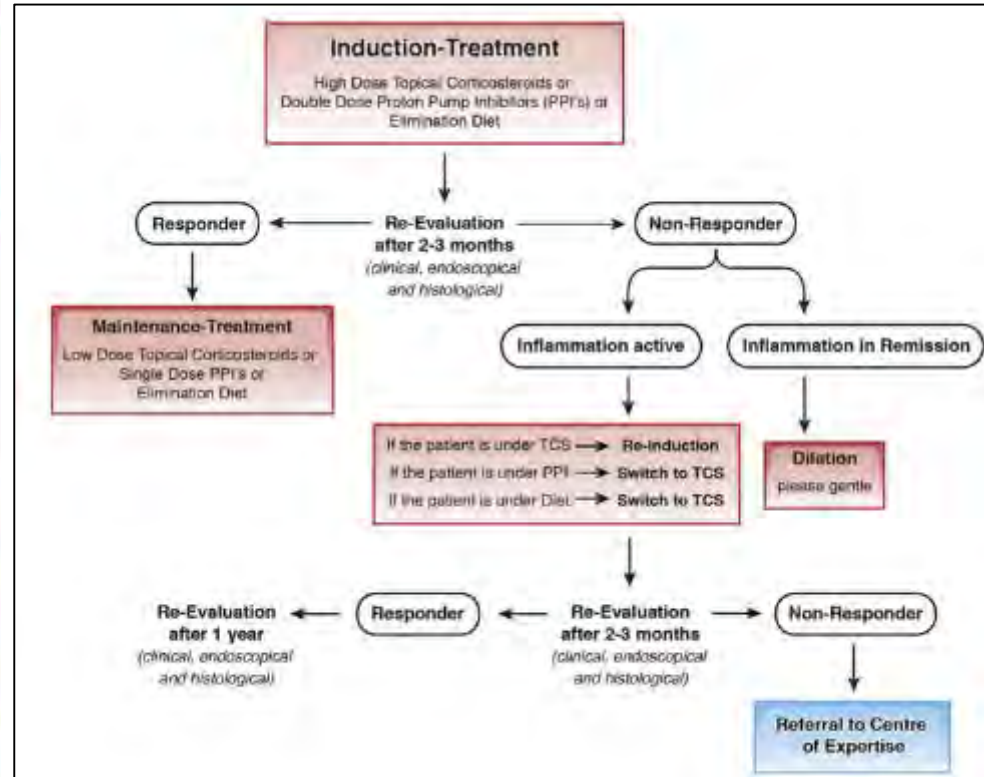 Induction-Treatment
High Dose Topical Corticosteroids or
Double Dose Proton Pump Inhibitors (PPI's) or
Elimination Diet
Responder
Re-Evaluation
after 2-3 months
(clinical, endoscopical
and histological)
Non-Responder
Maintenance-Treatment
Low Dose Topical Corticosteroids or
Single Dose PPI's or
Elimination Diet
Inflammation active
Inflammation in Remission
If the patient is under TCS Re-Induction
If the patient is under PPI Switch to TCS
If the patient is under Diet Switch to TCS
Dilation
please gentle
Re-Evaluation
after 1 year
(clinical, endoscopical
and histological)
Responder
Re-Evaluation
after 2-3 months
(clinical, endoscopical
and histological)
Non-Responder
Referral to Centre
of Expertise